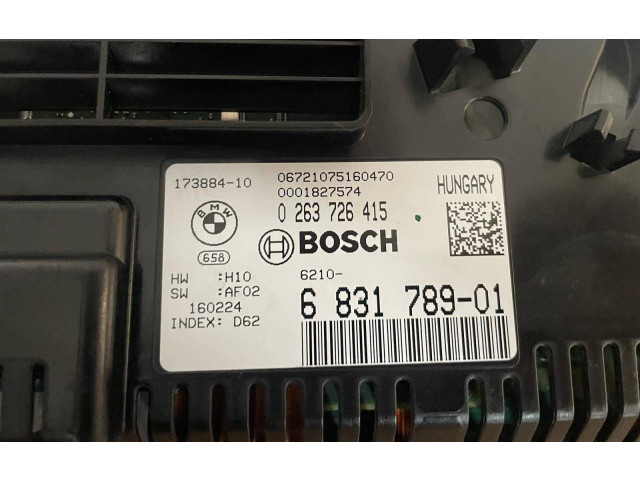 173884-10
06721075160470
0001827574
HUNGARY
BMW
0 263 726 415
BOSCH
658
HW :H10
6210-
SW :AF02
6 831 789-01
160224
INDEX: D62